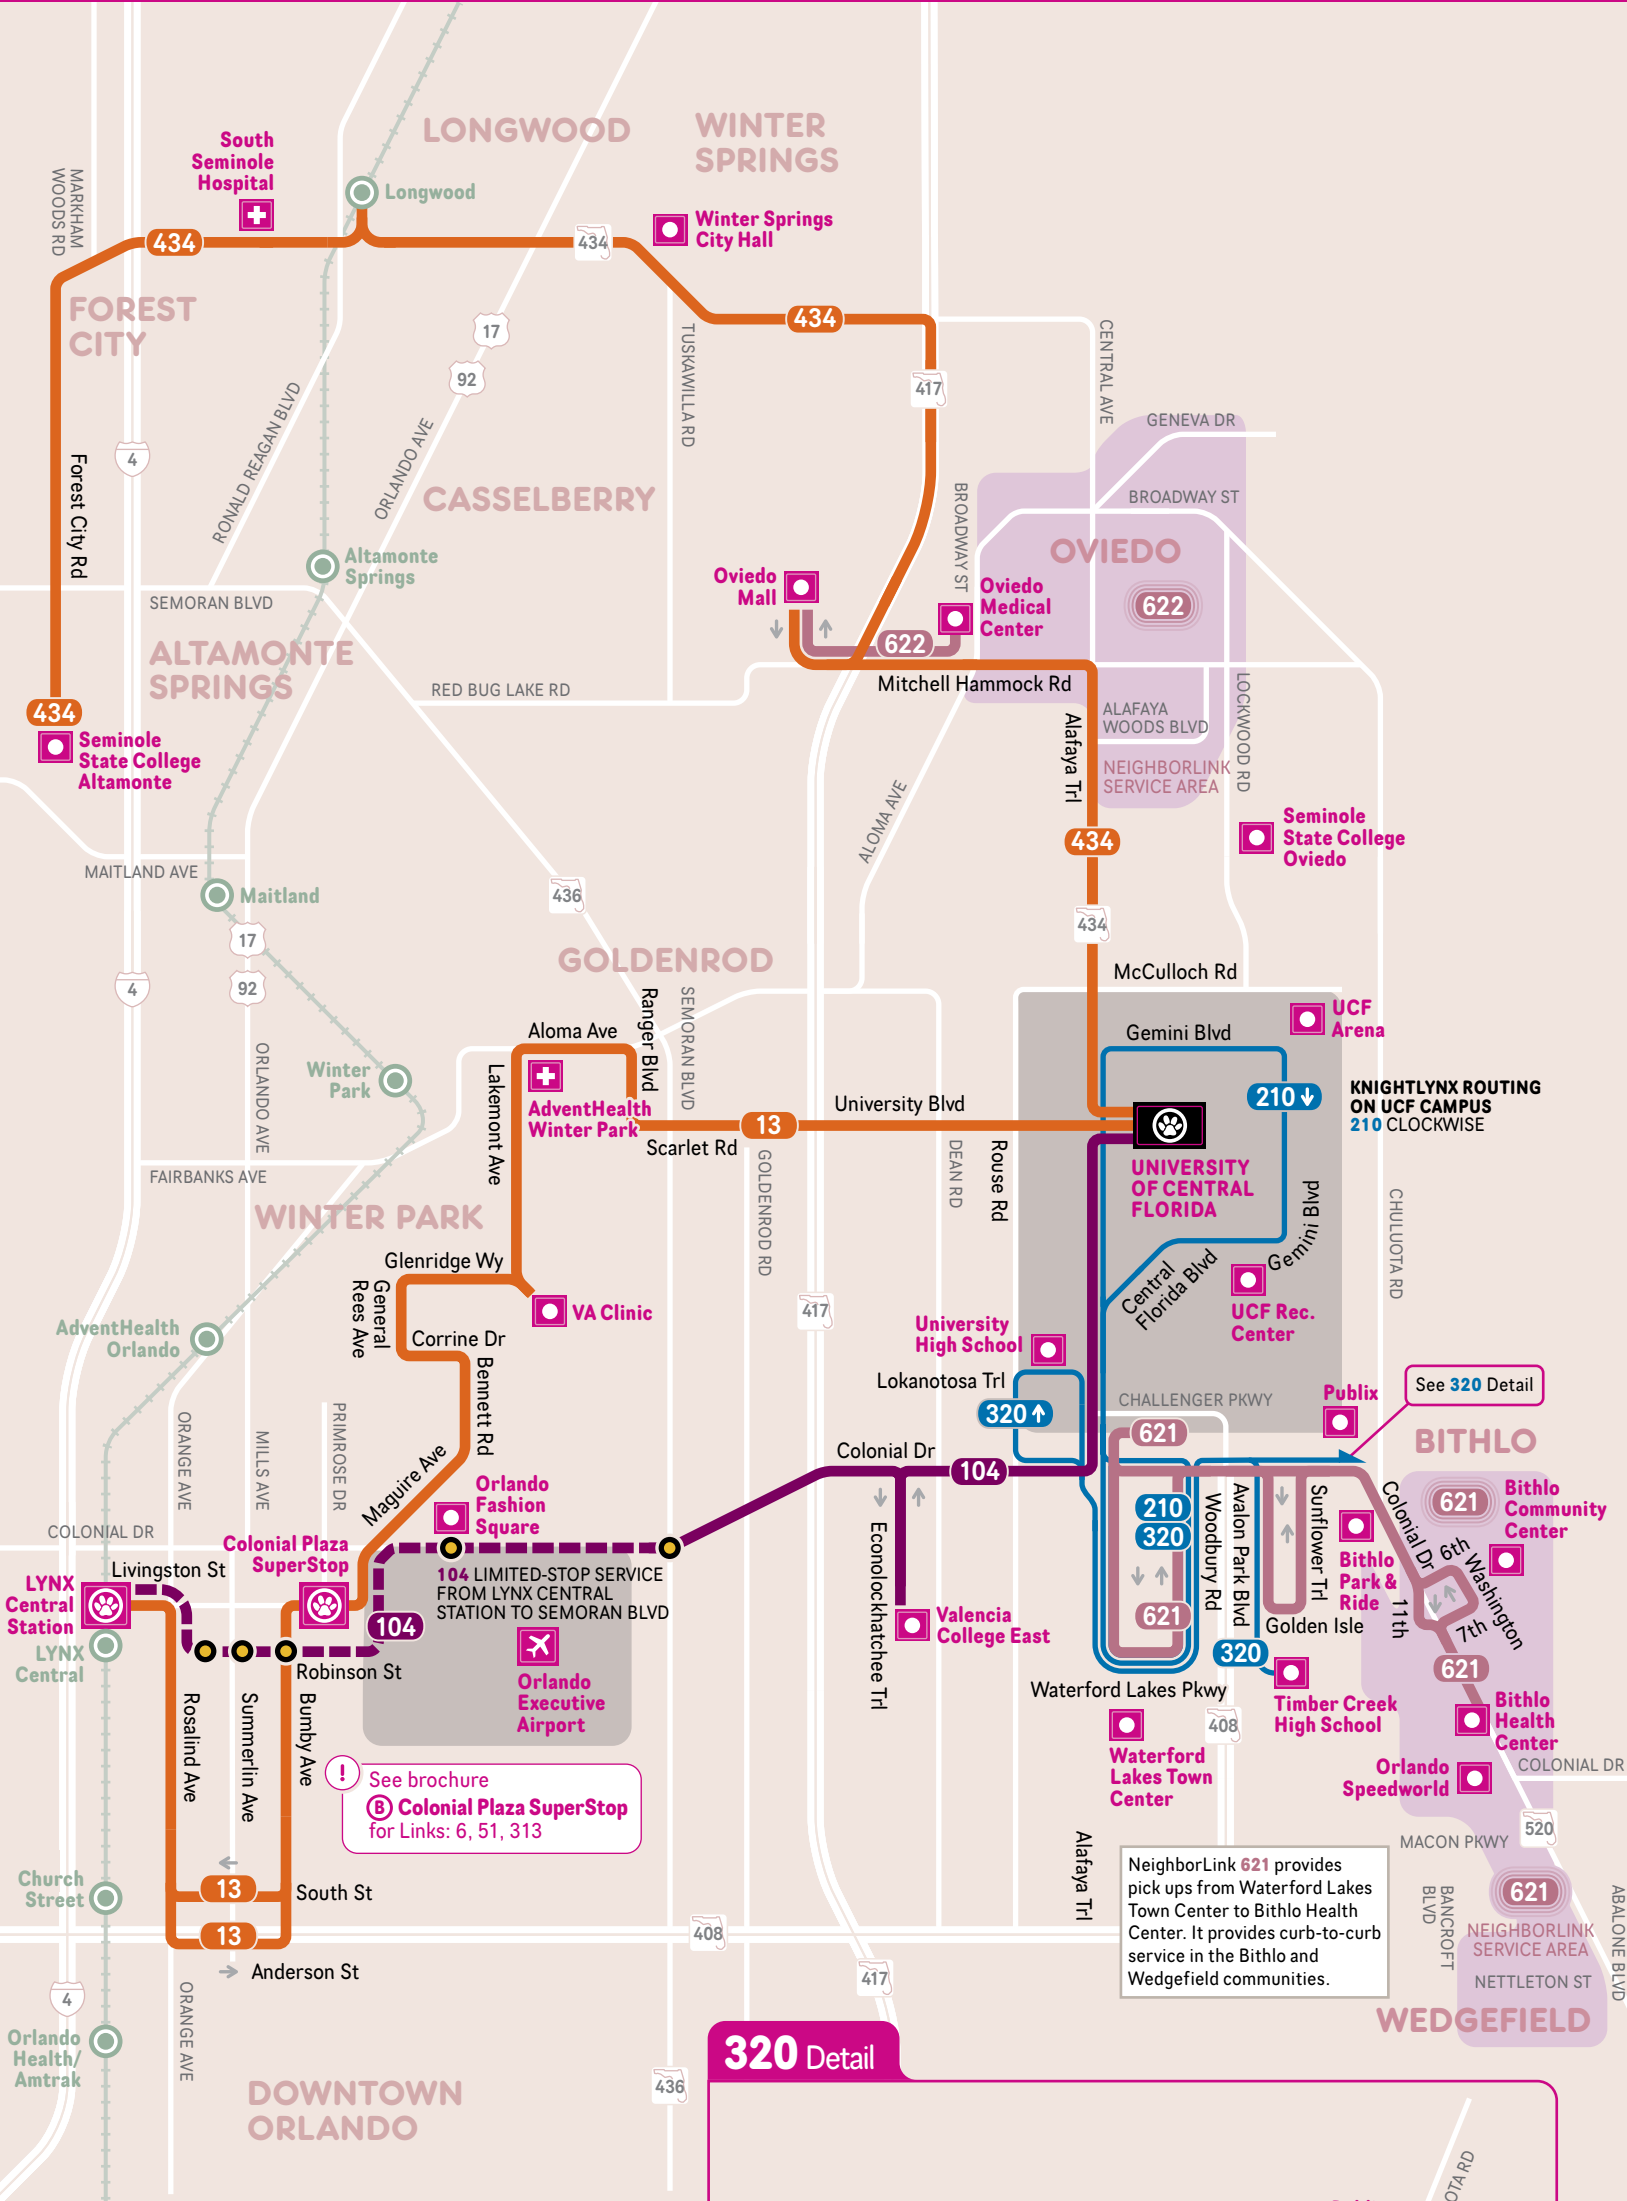 LONGWOOD
WINTER
SPRINGS
South
Seminole
Hospital
MARKHAM
WOODS RD
Longwood
434
434
Winter Springs
City Hall
FOREST
CITY
434
17
92
TUSKAWILLA RD
417
CENTRAL AVE
RONALD REAGAN BLVD
ORLANDO AVE
GENEVA DR
Forest City Rd
4
CASSELBERRY
BROADWAY ST
BROADWAY ST
OVIEDO
Altamonte
Springs
SEMORAN BLVD
Oviedo
Mall
Oviedo
Medical
Center
622
622
ALTAMONTE
SPRINGS
RED BUG LAKE RD
Mitchell Hammock Rd
434
Seminole
State College
Altamonte
Alafaya Trl
ALAFAYA
WOODS BLVD
LOCKWOOD RD
NEIGHBORLINK
SERVICE AREA
ALOMA AVE
434
Seminole
State College
Oviedo
MAITLAND AVE
Maitland
436
434
17
92
4
GOLDENROD
McCulloch Rd
Ranger Blvd
SEMORAN BLVD
UCF
Arena
Aloma Ave
Gemini Blvd
ORLANDO AVE
Winter
Park
Lakemont Ave
AdventHealth
Winter Park
University Blvd
210
KNIGHTLYNX ROUTING
ON UCF CAMPUS
210 CLOCKWISE
13
Scarlet Rd
DEAN RD
Rouse Rd
UNIVERSITY
OF CENTRAL
FLORIDA
FAIRBANKS AVE
GOLDENROD RD
Gemini Blvd
CHULUOTA RD
WINTER PARK
Glenridge Wy
Central
Florida Blvd
General
Rees Ave
VA Clinic
417
UCF Rec.
Center
AdventHealth
Orlando
Corrine Dr
University
High School
Bennett Rd
Lokanotosa Trl
320
CHALLENGER PKWY
Publix
See 320 Detail
ORANGE AVE
MILLS AVE
PRIMROSE DR
621
BITHLO
Maguire Ave
Colonial Dr
104
Orlando
Fashion
Square
Econolockhatchee Trl
210
320
Woodbury Rd
Avalon Park Blvd
Sunflower Trl
Colonial Dr
621
Bithlo
Community
Center
COLONIAL DR
Colonial Plaza
SuperStop
Livingston St
LYNX
Central
Station
104 LIMITED-STOP SERVICE
FROM LYNX CENTRAL
STATION TO SEMORAN BLVD
Bithlo
Park &
Ride
6th
Washington
11th
7th
104
621
Valencia
College East
Golden Isle
LYNX
Central
Robinson St
320
621
Orlando
Executive
Airport
Waterford Lakes Pkwy
Timber Creek
High School
Bithlo
Health
Center
Rosalind Ave
Summerlin Ave
Bumby Ave
408
Waterford
Lakes Town
Center
Orlando
Speedworld
COLONIAL DR
!
See brochure
B Colonial Plaza SuperStop
for Links: 6, 51, 313
520
MACON PKWY
Alafaya Trl
NeighborLink 621 provides
pick ups from Waterford Lakes
Town Center to Bithlo Health
Center. It provides curb-to-curb
service in the Bithlo and
Wedgefield communities.
Church
Street
13
South St
621
BANCROFT
BLVD
ABALONE BLVD
13
408
NEIGHBORLINK
SERVICE AREA
Anderson St
417
NETTLETON ST
4
ORANGE AVE
WEDGEFIELD
Orlando
Health/
Amtrak
320 Detail
436
DOWNTOWN
ORLANDO